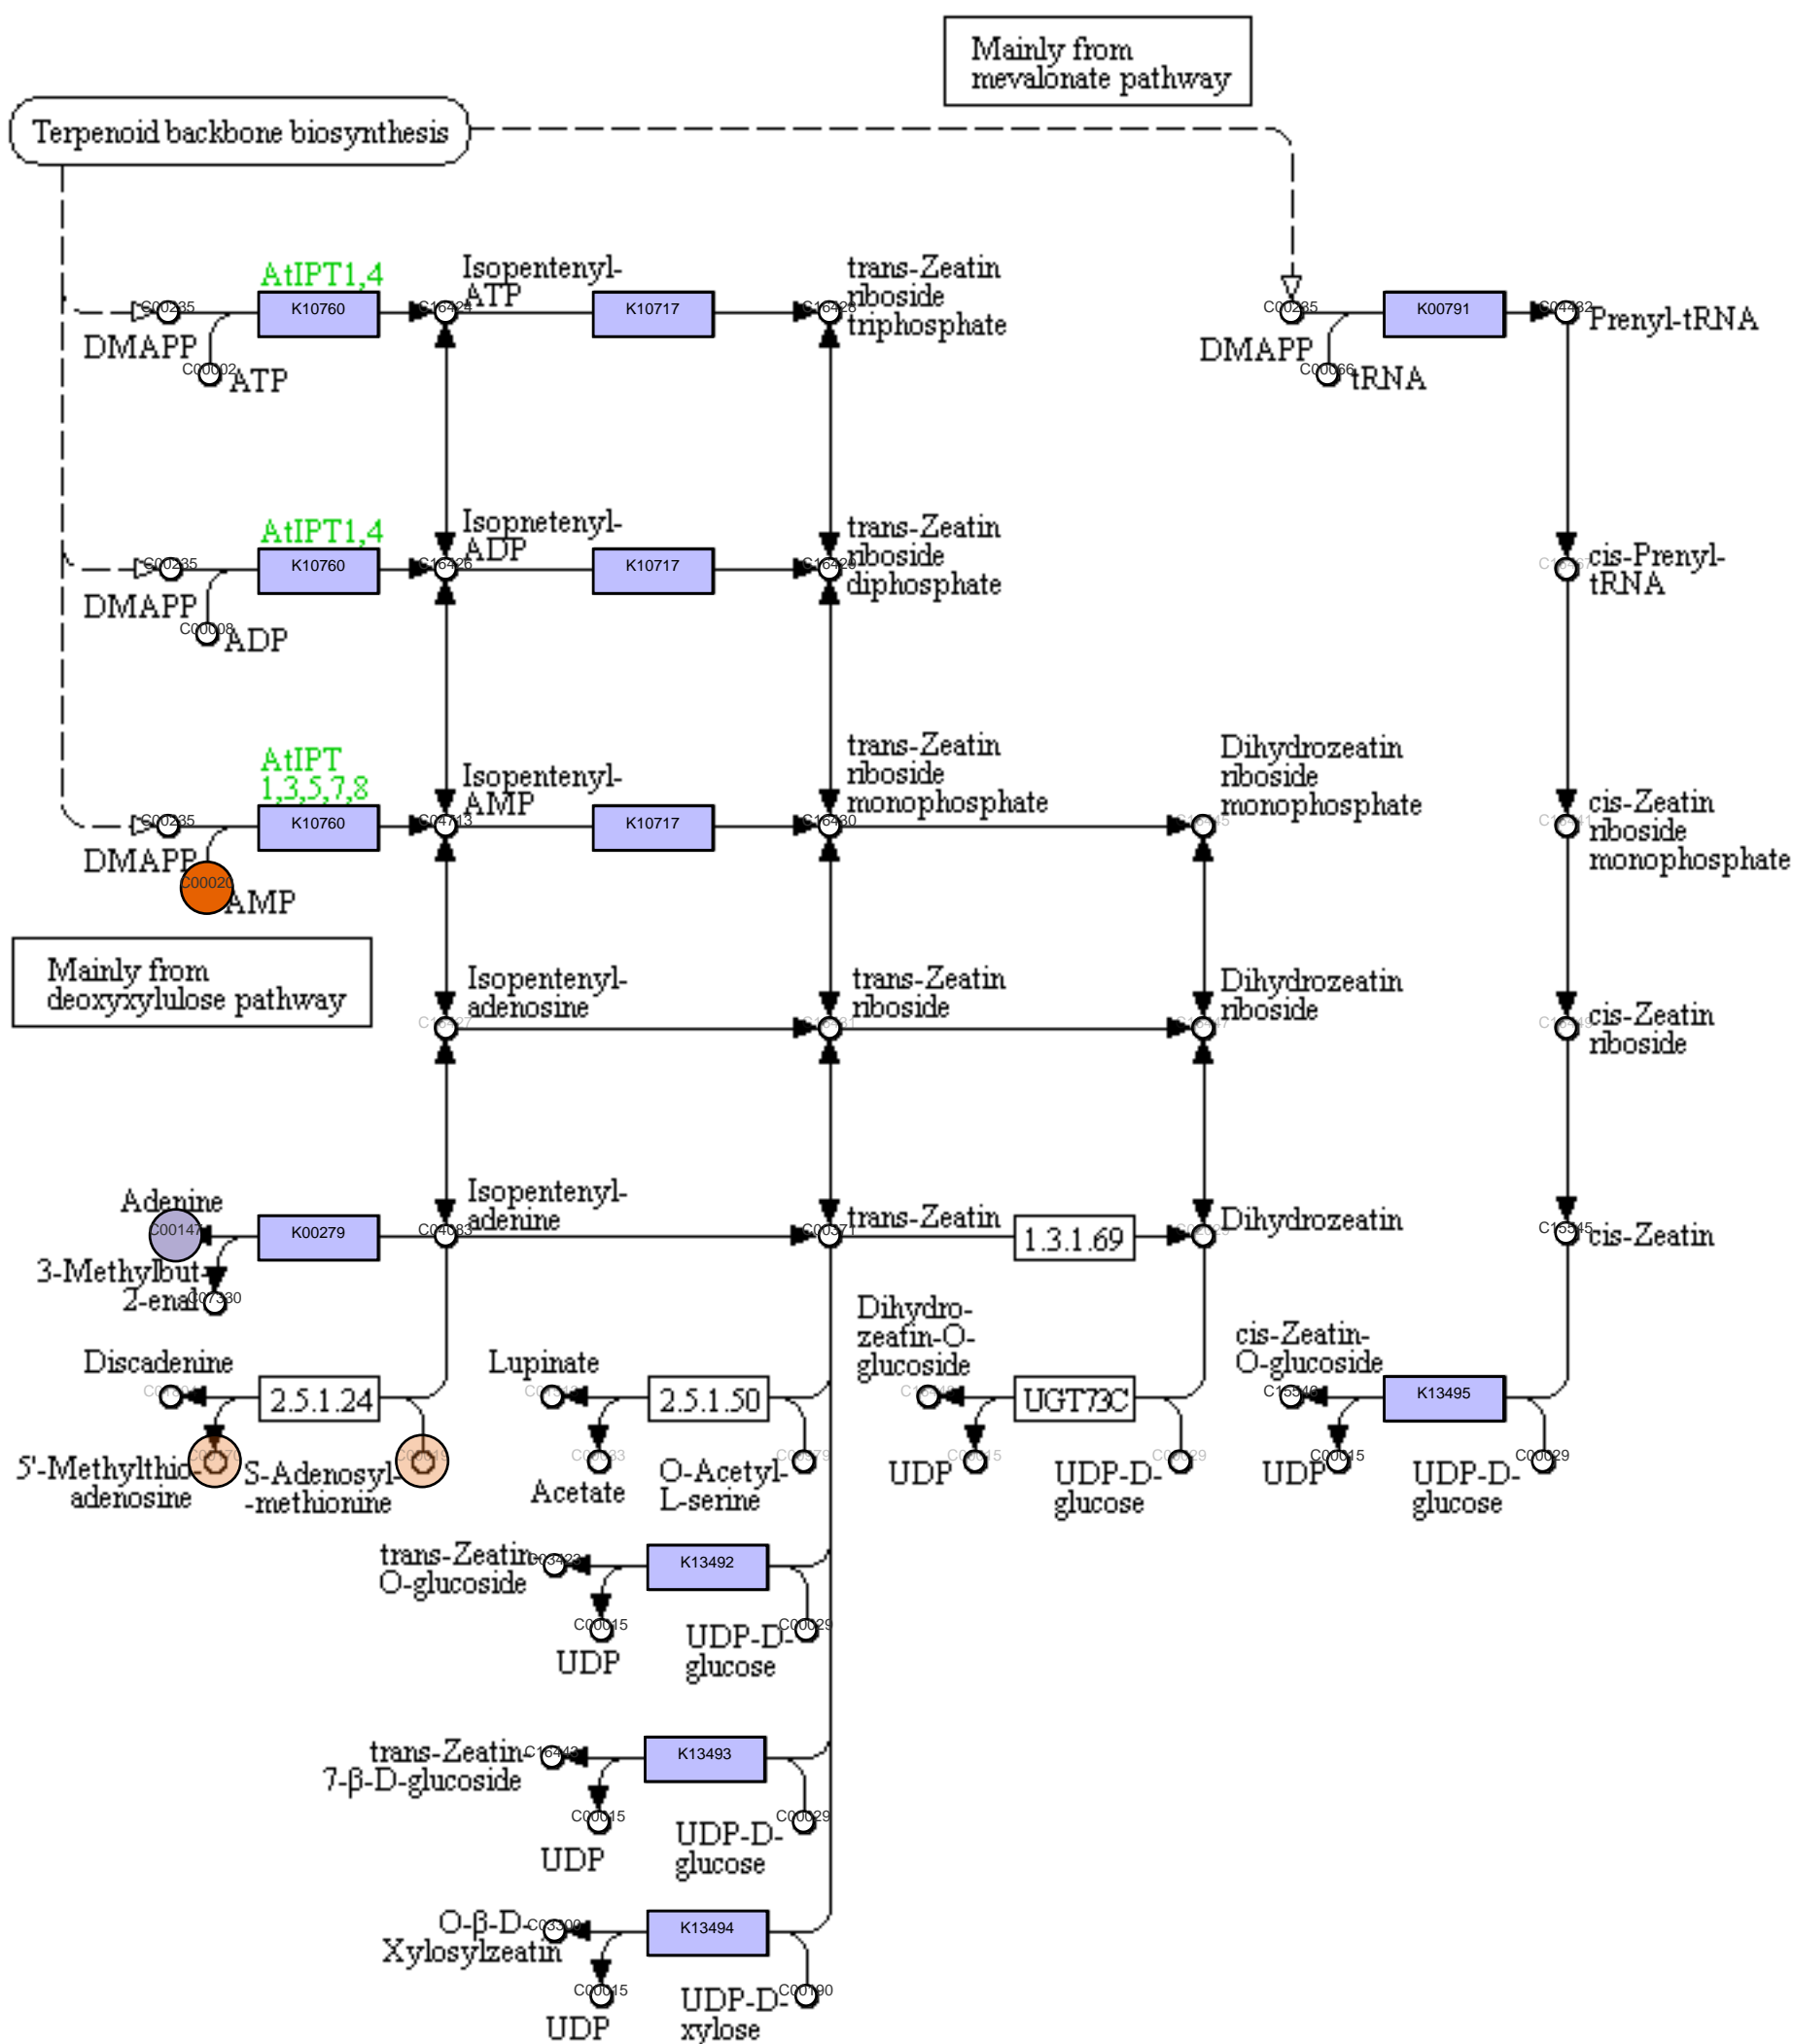 Mainly from
mevalonate pathway
Terpenoid backbone biosynthesis
AtIPT1,4
Isopentenyl-
ATP
trans-Zeatin
riboside
triphosphate
C00235
K10760
C16424
K10717
C16428
C00235
K00791
C04432
Prenyl-tRNA
DMAPP
C00002
ATP
DMAPP
C00066
tRNA
AtIPT1,4
Isopnetenyl-
ADP
trans-Zeatin
riboside
diphosphate
C00235
K10760
C16426
K10717
cis-Prenyl-
tRNA
DMAPP
C00008
ADP
AtIPT
1,3,5,7,8
Isopentenyl-
AMP
trans-Zeatin
riboside
monophosphate
Dihydrozeatin
riboside
monophosphate
cis-Zeatin
riboside
monophosphate
C00235
K10760
C04713
K10717
C16430
DMAPP
C00020
AMP
Mainly from
deoxyxylulose pathway
Isopentenyl-
adenosine
trans-Zeatin
riboside
Dihydrozeatin
riboside
cis-Zeatin
riboside
Adenine
Isopentenyl-
adenine
trans-Zeatin
Dihydrozeatin
cis-Zeatin
C00147
K00279
C04083
C00371
1.3.1.69
C15545
3-Methylbut-
2-enal
C07330
Discadenine
2.5.1.24
Lupinate
2.5.1.50
Dihydro-
zeatin-O-
glucoside
UGT73C
cis-Zeatin-
O-glucoside
K13495
5'-Methylthio-
adenosine
S-Adenosyl-
-methionine
Acetate
O-Acetyl-
L-serine
UDP
C00015
UDP-D-
glucose
C00029
UDP
C00015
UDP-D-
glucose
C00029
trans-Zeatin-
O-glucoside
C03423
K13492
C00015
UDP
UDP-D-
glucose
C00029
trans-Zeatin-
7-β-D-glucoside
K13493
C00015
UDP
UDP-D-
glucose
C00029
O-β-D-
Xylosylzeatin
K13494
C00015
UDP
UDP-D-
xylose
C00190